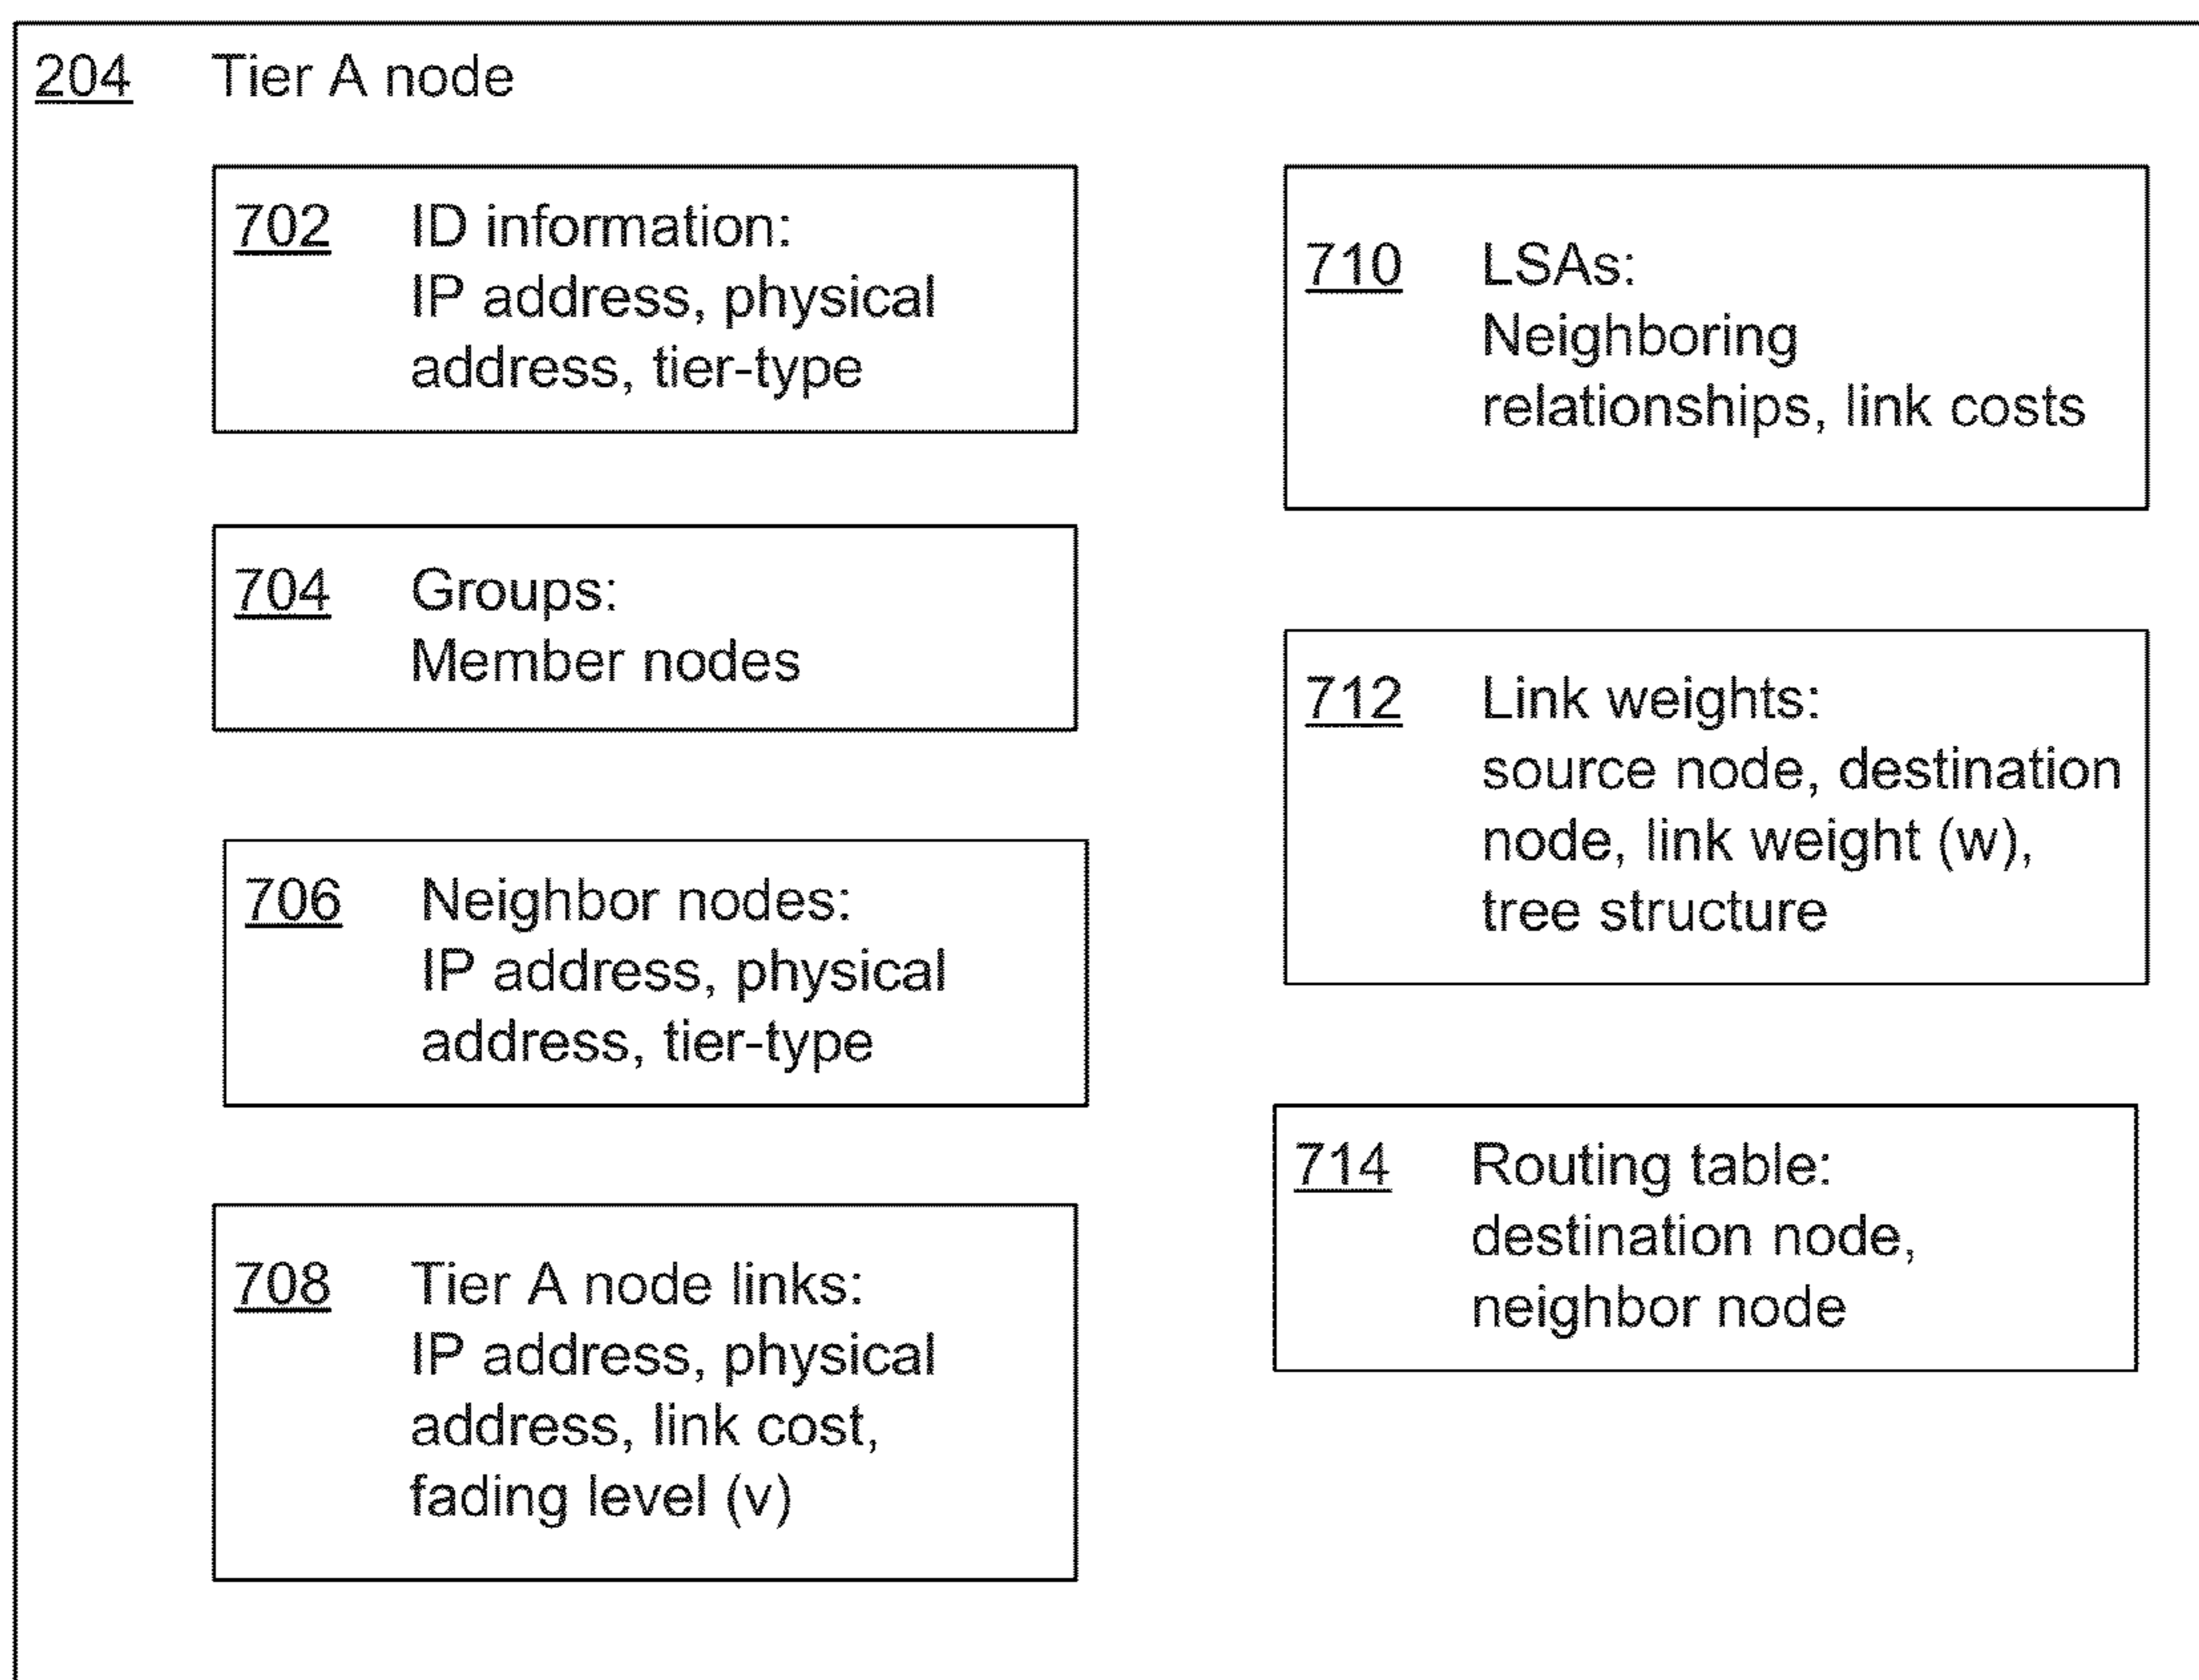 204 Tier A node
702 ID information:
IP address, physical
address, tier-type
704 Groups:
Member nodes
706 Neighbor nodes:
IP address, physical
address, tier-type
708 Tier A node links:
IP address, physical
address, link cost,
fading level (v)
710 LSAs:
Neighboring
relationships, link costs
712 Link weights:
source node, destination
node, link weight (w),
tree structure
714 Routing table:
destination node,
neighbor node